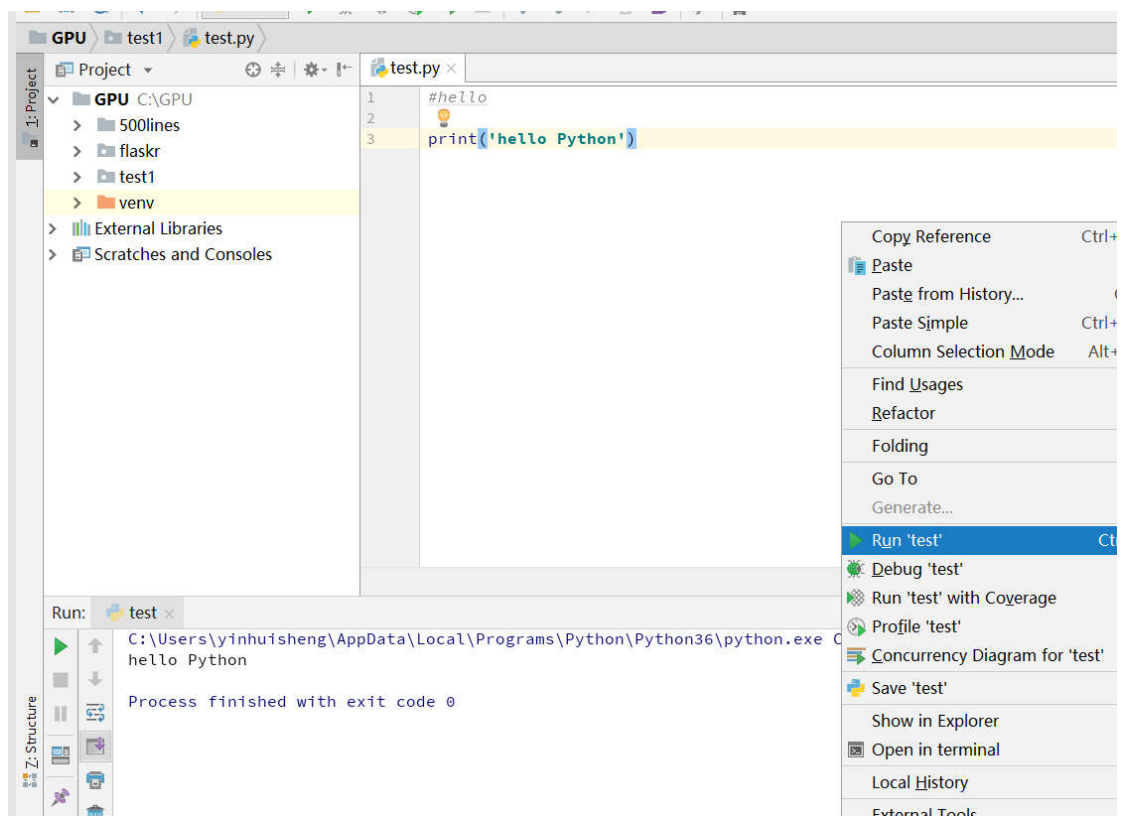 GPU test1 test.py
1: Project
Project
test.py
GPU C:\GPU
500lines
flaskr
test1
venv
External Libraries
Scratches and Consoles
1 #hello
2
3 print('hello Python')
Copy Reference Ctrl+
Paste
Paste from History...
Paste Simple Ctrl+
Column Selection Mode Alt+
Find Usages
Refactor
Folding
Go To
Generate...
Run 'test' Ct
Debug 'test'
Run 'test' with Coverage
Profile 'test'
Concurrency Diagram for 'test'
Save 'test'
Show in Explorer
Open in terminal
Local History
External Tools
Run: test
C:\Users\yinhuisheng\AppData\Local\Programs\Python\Python36\python.exe C
hello Python
Process finished with exit code 0
Z: Structure